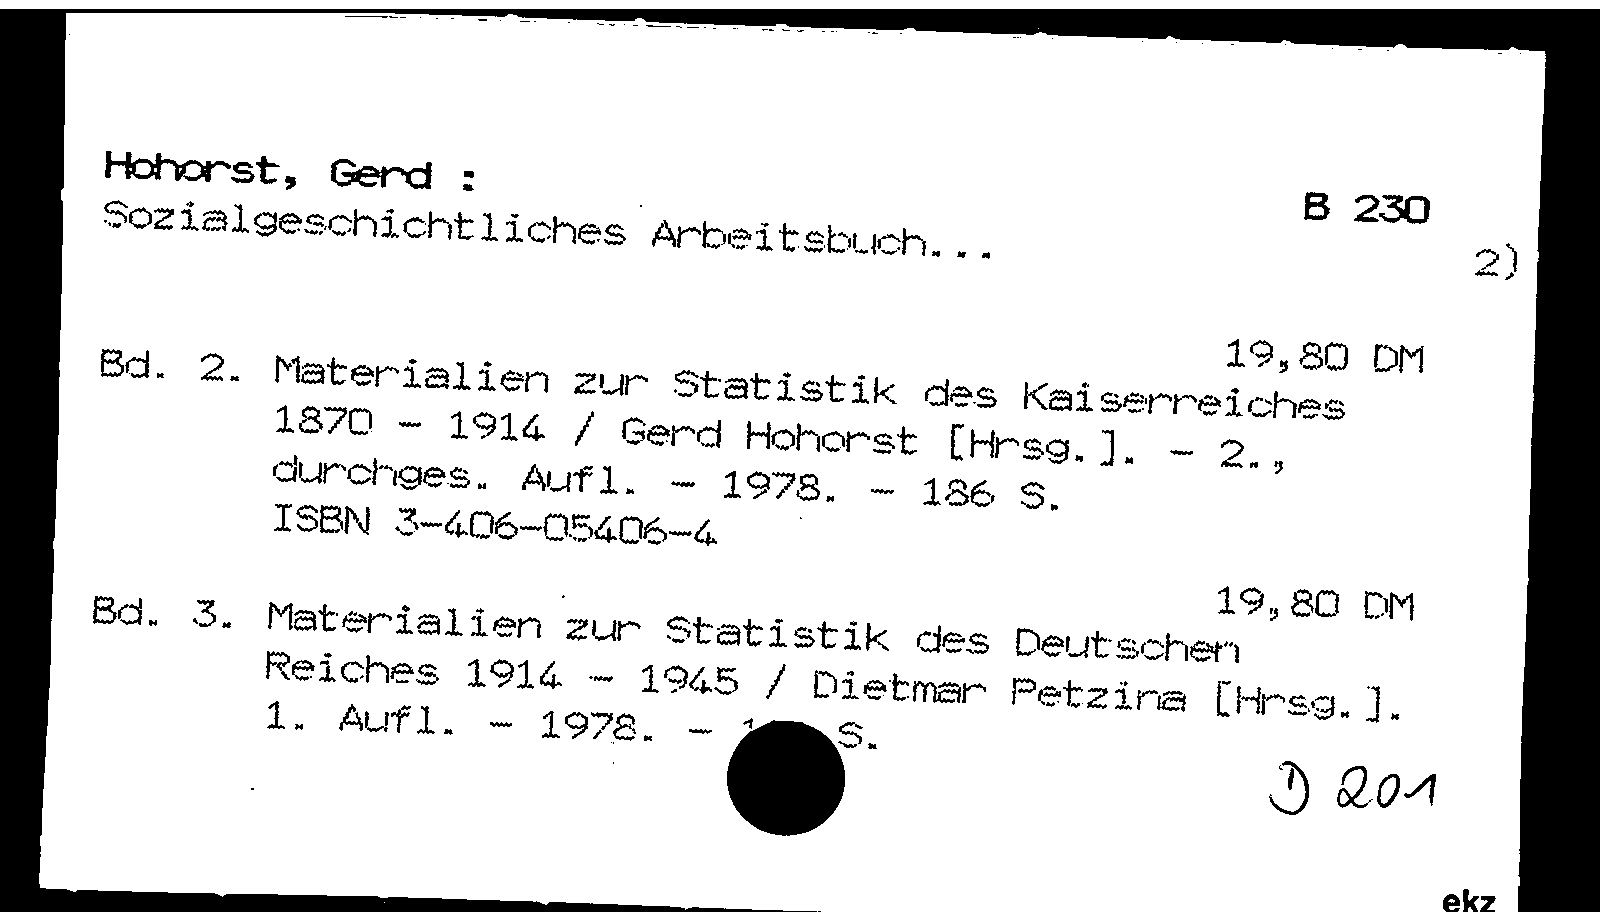 Hohorst, Gerd :
B 230
Sozialgeschichtliches Arbeitsbuch...
2)
19,80 DM
Bd. 2. Materialien zur Statistik des Kaiserreiches
1870 - 1914 / Gerd Hohorst [Hrsg.]. - 2.,
durchges. Aufl. - 1978. - 186 S.
ISBN 3-406-05406-4
19,80 DM
Bd. 3. Materialien zur Statistik des Deutschen
Reiches 1914 - 1945 / Dietmar Petzina [Hrsg.].
1. Aufl. - 1978. - S.
D 201
ekz